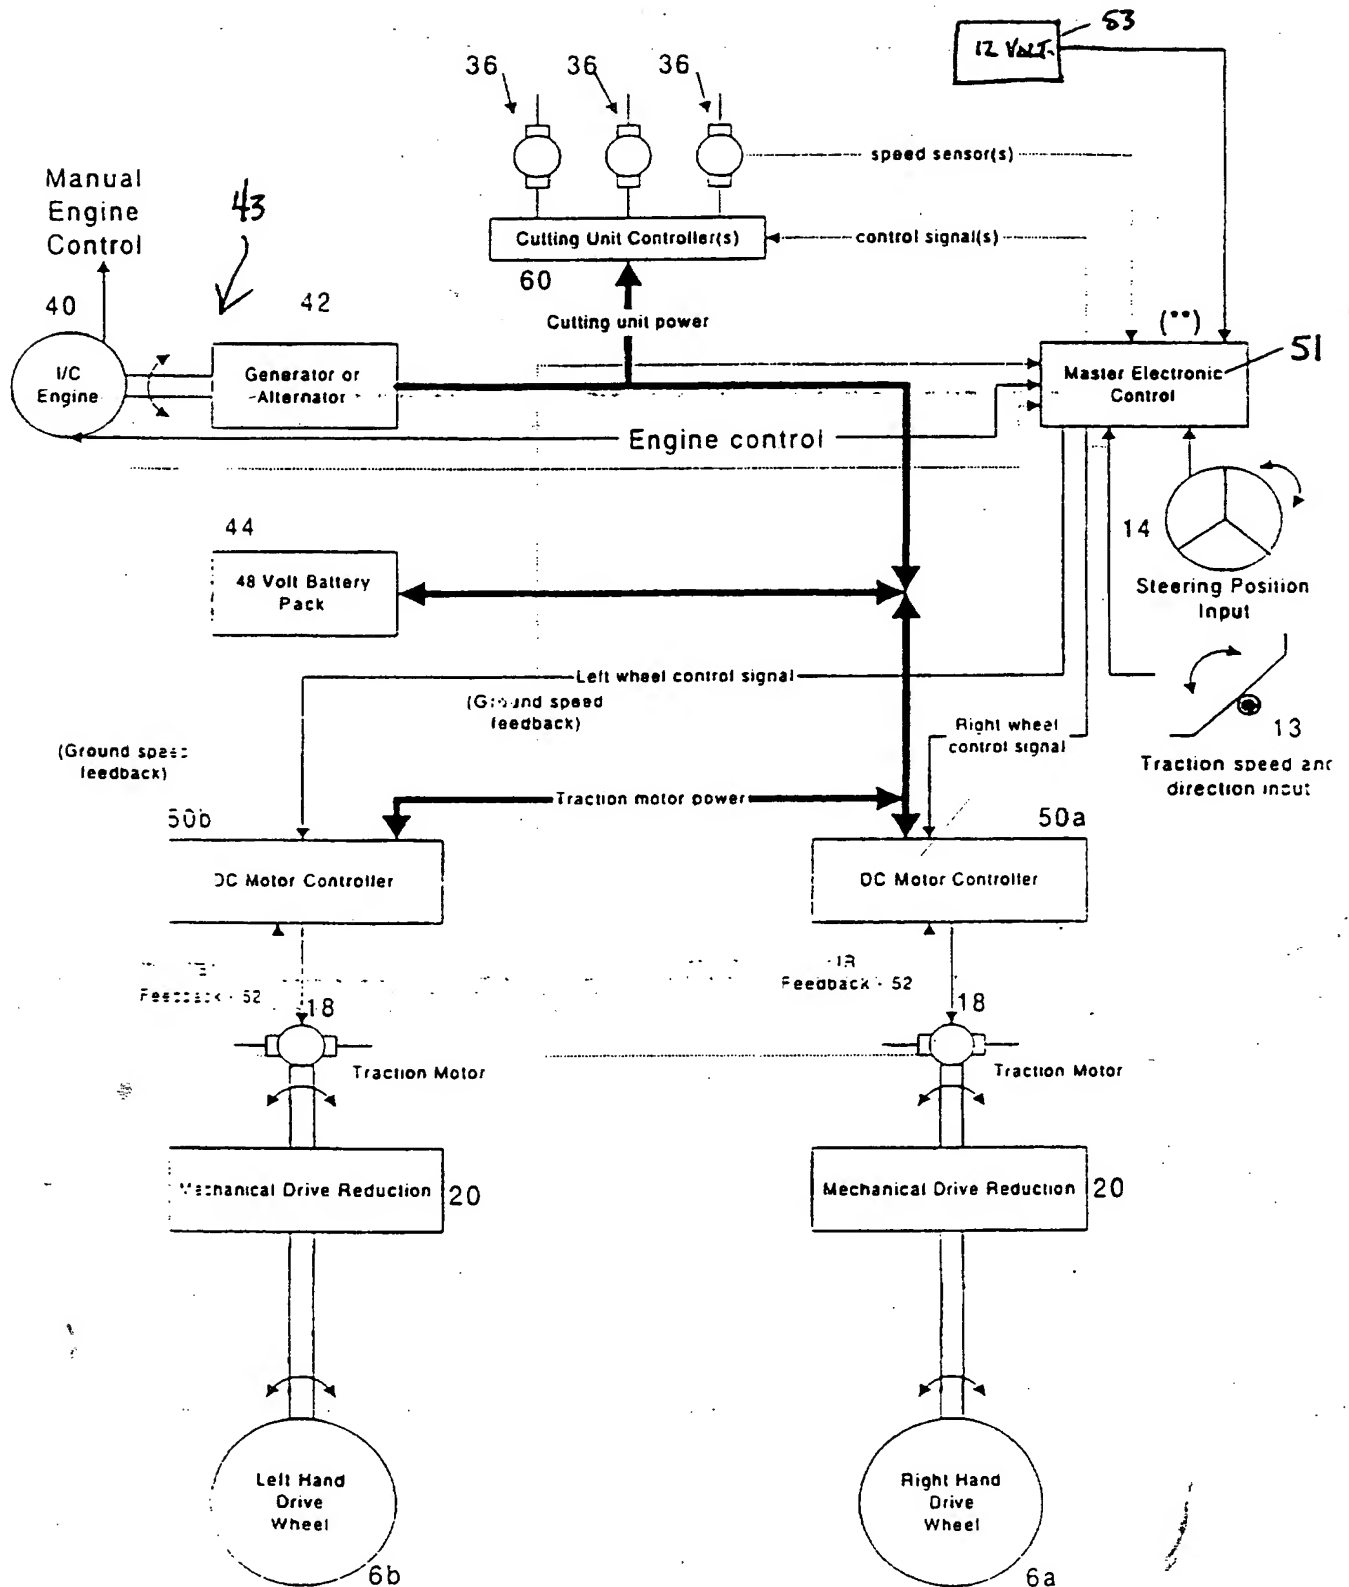 53
12 VOLT.
36 36 36
speed sensor(s)
Manual
Engine
Control
43
Cutting Unit Controller(s)
control signal(s)
60
40
42
Cutting unit power
(**)
51
I/C
Engine
Generator or
Alternator
Master Electronic
Control
Engine control
44
48 Volt Battery
Pack
14
Steering Position
Input
Left wheel control signal
(Ground speed
feedback)
Right wheel
control signal
13
(Ground speed
feedback)
Traction speed and
direction input
Traction motor power
50b
50a
DC Motor Controller
DC Motor Controller
IR
Feedback - 52
Feedback - 52
18
18
Traction Motor
Traction Motor
Mechanical Drive Reduction 20
Mechanical Drive Reduction 20
Left Hand
Drive
Wheel
Right Hand
Drive
Wheel
6b
6a